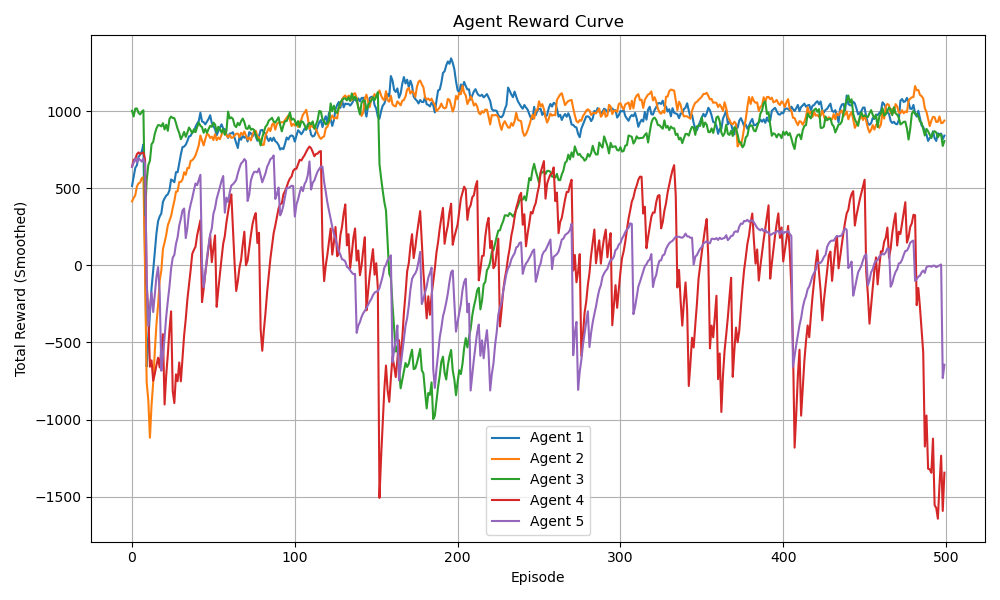 Agent Reward Curve
Total Reward (Smoothed)
1000
500
0
−500
−1000
−1500
Agent 1
Agent 2
Agent 3
Agent 4
Agent 5
0 100 200 300 400 500
Episode